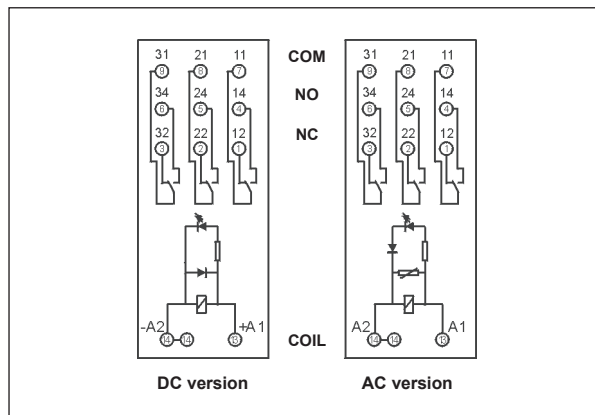 31 21 11 COM 31 21 11
9 8 7 9 8 7
34 24 14 NO 34 24 14
6 5 4 6 5 4
32 22 12 NC 32 22 12
3 2 1 3 2 1
-A2 +A1 A2 A1
14 14 13 COIL 14 14 13
DC version AC version